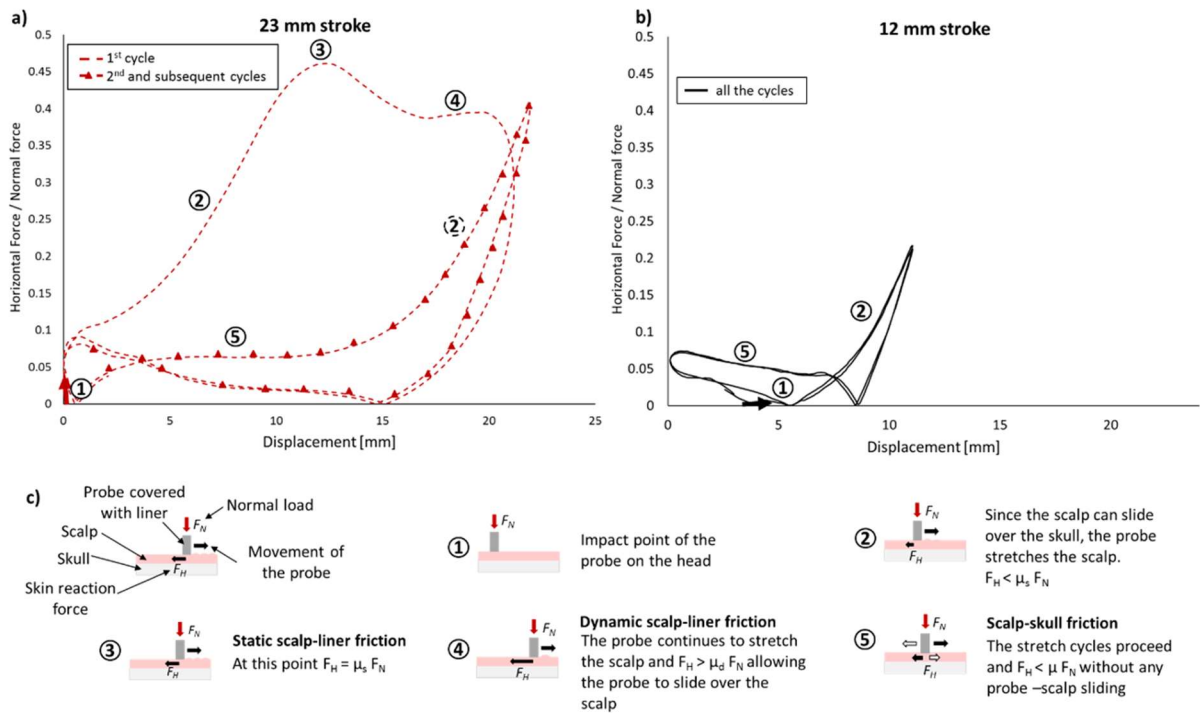 a)
23 mm stroke
Horizontal Force / Normal force
0.5
0.45
0.4
0.35
0.3
0.25
0.2
0.15
0.1
0.05
0
1st cycle
2nd and subsequent cycles
3
4
2
2
5
1
0
5
10
15
20
25
Displacement [mm]
b)
12 mm stroke
Horizontal Force / Normal force
0.5
0.45
0.4
0.35
0.3
0.25
0.2
0.15
0.1
0.05
0
all the cycles
2
5
1
0
5
10
15
20
Displacement [mm]
c)
Probe covered
with liner
Normal load
FN
Scalp
Skull
Movement of
the probe
FH
Skin reaction
force
1
FN
Impact point of the
probe on the head
2
FN
FH
Since the scalp can slide
over the skull, the probe
stretches the scalp.
FH < μs FN
3
FN
FH
Static scalp-liner friction
At this point FH = μs FN
4
FN
FH
Dynamic scalp-liner friction
The probe continues to stretch
the scalp and FH > μd FN allowing
the probe to slide over the
scalp
5
FN
FH
Scalp-skull friction
The stretch cycles proceed
and FH < μ FN without any
probe –scalp sliding